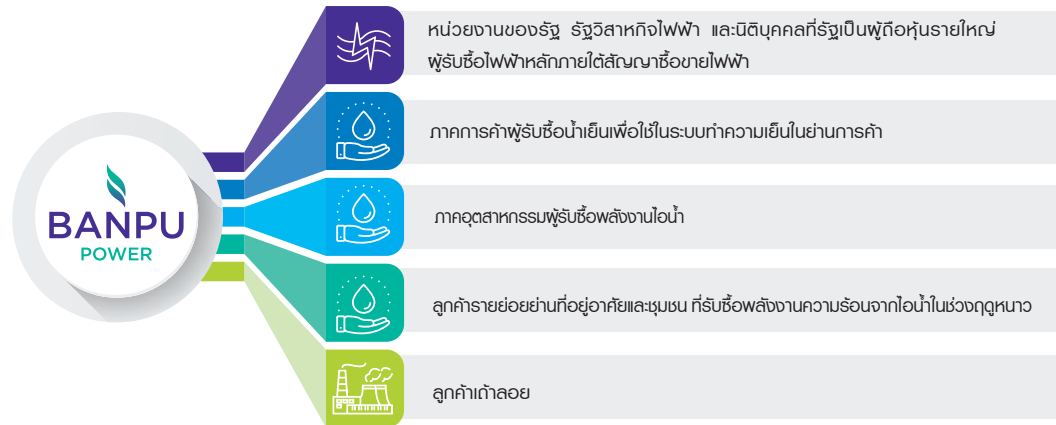 BANPU
POWER
หน่วยงานของรัฐ รัฐวิสาหกิจไฟฟ้า และนิติบุคคลที่รัฐเป็นผู้ถือหุ้นรายใหญ่
ผู้รับซื้อไฟฟ้าหลักภายใต้สัญญาซื้อขายไฟฟ้า
ภาคการค้าผู้รับซื้อน้ำเย็นเพื่อใช้ในระบบทำความเย็นในย่านการค้า
ภาคอุตสาหกรรมผู้รับซื้อพลังงานไอน้ำ
ลูกค้ารายย่อยย่านที่อยู่อาศัยและชุมชน ที่รับซื้อพลังงานความร้อนจากไอน้ำในช่วงฤดูหนาว
ลูกค้าเถ้าลอย